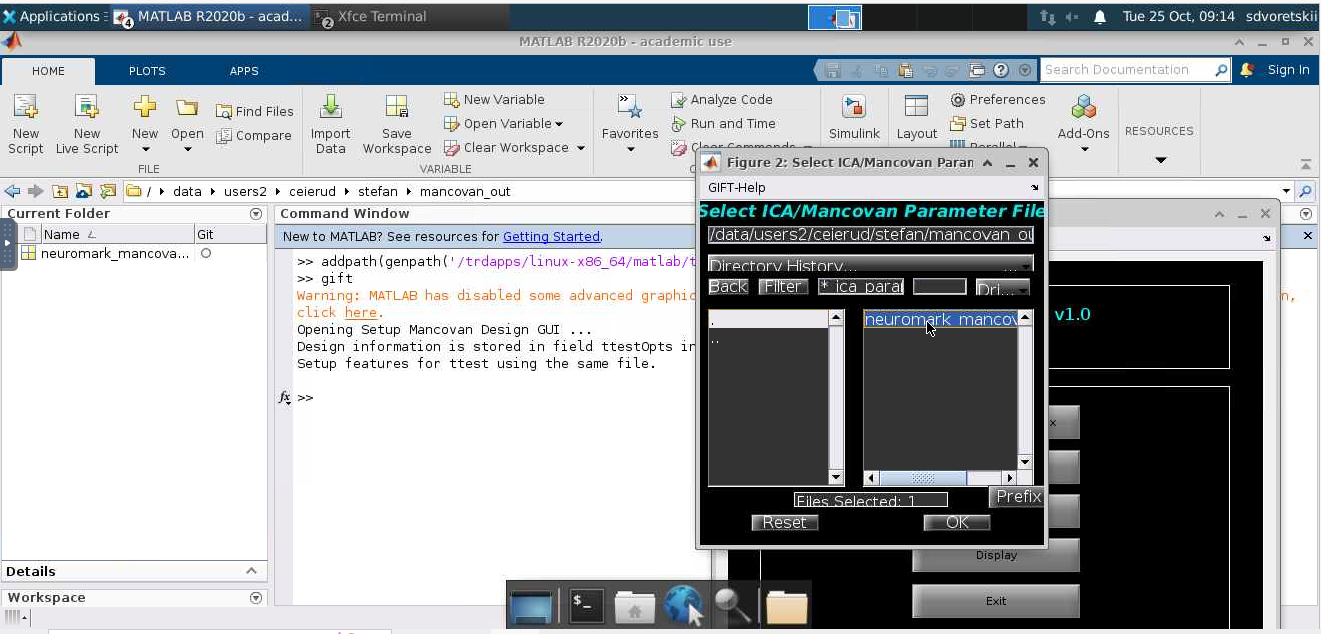 Applications
MATLAB R2020b - acad...
4
Xfce Terminal
2
Tue 25 Oct, 09:14
sdvoretskii
MATLAB R2020b - academic use
HOME
PLOTS
APPS
Search Documentation
Sign In
New Script
New Live Script
New
Open
Find Files
Compare
Import Data
Save Workspace
New Variable
Open Variable
Clear Workspace
Favorites
Analyze Code
Run and Time
Clear Commands
Simulink
Layout
Preferences
Set Path
Parallel
Add-Ons
RESOURCES
FILE
VARIABLE
/ data users2 ceierud stefan mancovan_out
Current Folder
Name
Git
neuromark_mancova...
Details
Workspace
Command Window
New to MATLAB? See resources for Getting Started.
>> addpath(genpath('/trdapps/linux-x86_64/matlab/t
>> gift
Warning: MATLAB has disabled some advanced graphic
n,
click here.
Opening Setup Mancovan Design GUI ...
Design information is stored in field ttestOpts in
Setup features for ttest using the same file.
fx >>
Figure 2: Select ICA/Mancovan Paran
GIFT-Help
Select ICA/Mancovan Parameter File
/data/users2/ceierud/stefan/mancovan_ou
Directory History...
...
Back
Filter
*_ica_para
Dri...
.
..
neuromark_mancov
Files Selected: 1
Prefix
Reset
OK
v1.0
x
Display
Exit
$_